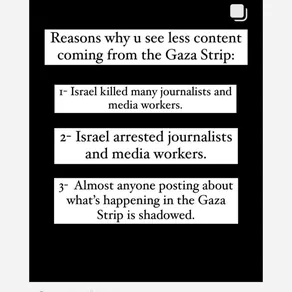 Reasons why u see less content
coming from the Gaza Strip:
1- Israel killed many journalists and
media workers.
2- Israel arrested journalists
and media workers.
3- Almost anyone posting about
what's happening in the Gaza
Strip is shadowed.